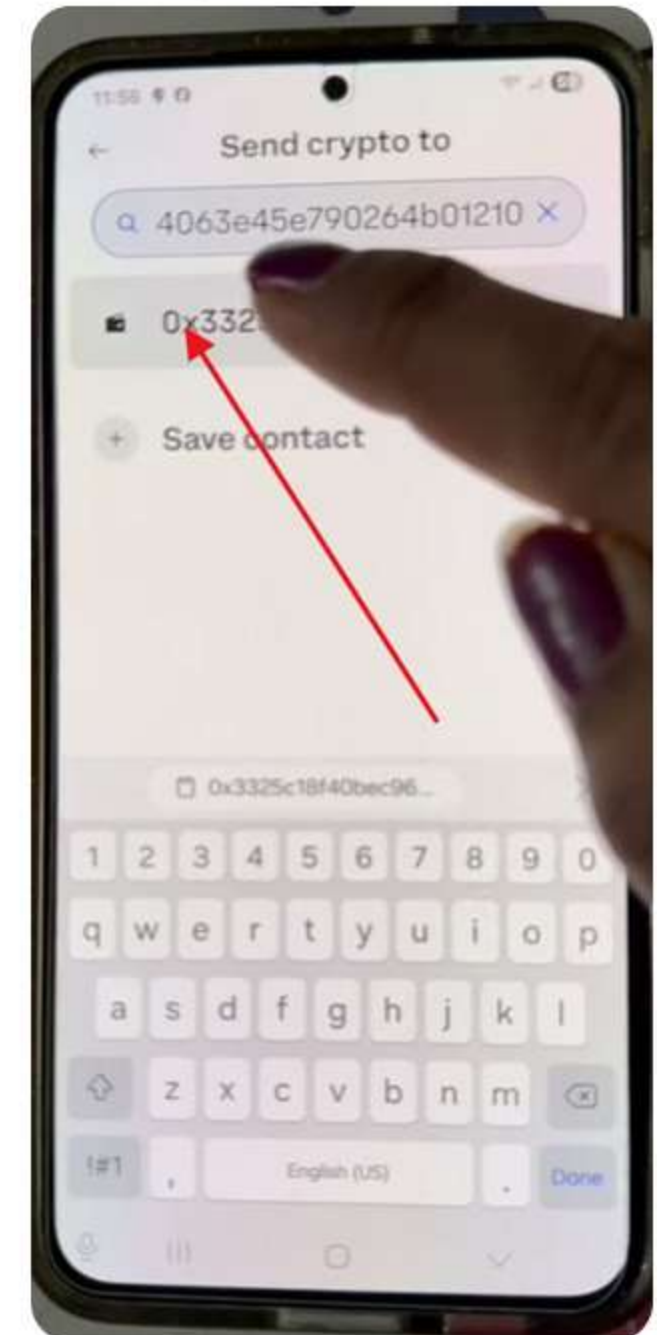 11:56
Send crypto to
4063e45e790264b01210
0x332
Save contact
0x3325c18f40bec96...
1 2 3 4 5 6 7 8 9 0
q w e r t y u i o p
a s d f g h j k l
z x c v b n m
!#1 , English (US) . Done